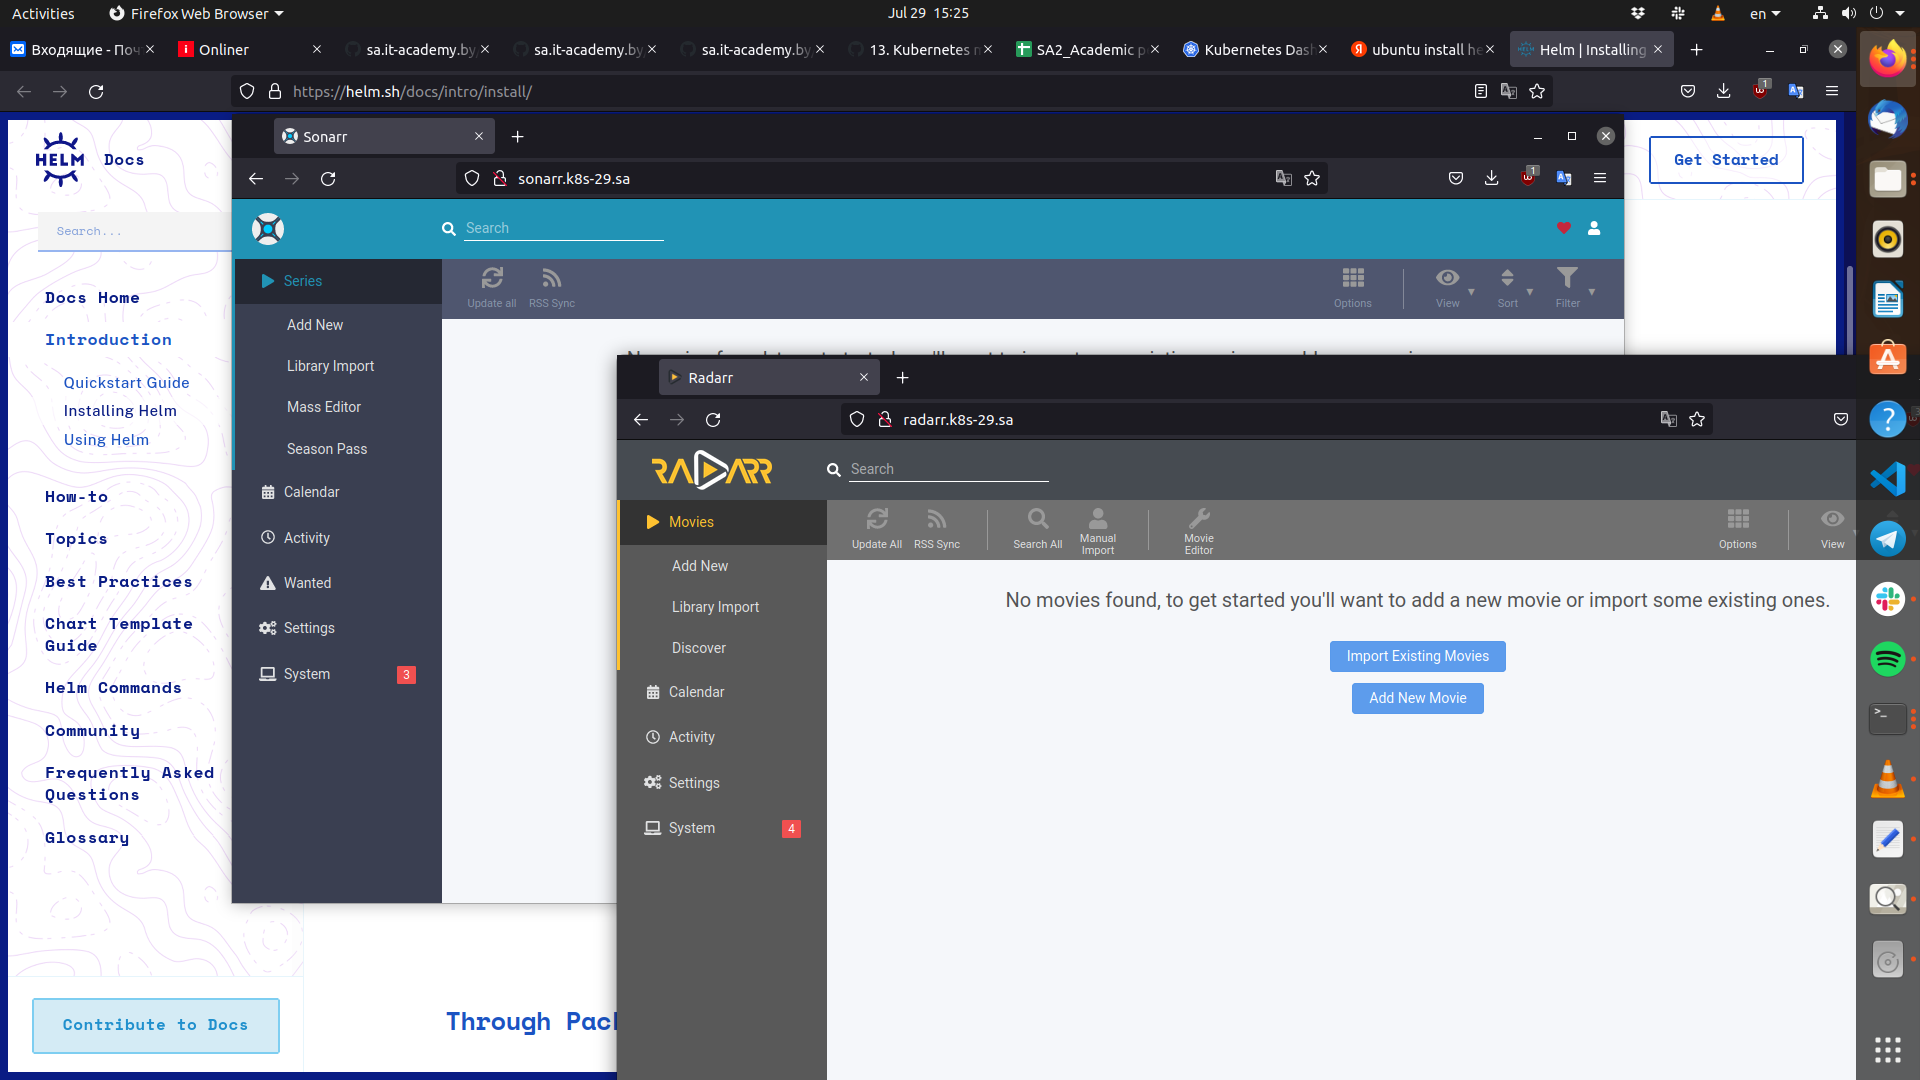 Activities
Firefox Web Browser
Jul 29 15:25
en
Входящие - Поч
Onliner
sa.it-academy.by
sa.it-academy.by
sa.it-academy.by
13. Kubernetes
SA2_Academic p
Kubernetes Dash
ubuntu install he
Helm | Installing
https://helm.sh/docs/intro/install/
1
HELM
Docs
Get Started
Search...
Docs Home
Introduction
Quickstart Guide
Installing Helm
Using Helm
How-to
Topics
Best Practices
Chart Template
Guide
Helm Commands
Community
Frequently Asked
Questions
Glossary
Contribute to Docs
Through Pac
Sonarr
sonarr.k8s-29.sa
1
Search
Series
Add New
Library Import
Mass Editor
Season Pass
Calendar
Activity
Wanted
Settings
System
3
Update all
RSS Sync
Options
View
Sort
Filter
Radarr
radarr.k8s-29.sa
RADARR
Search
Movies
Add New
Library Import
Discover
Calendar
Activity
Settings
System
4
Update All
RSS Sync
Search All
Manual
Import
Movie
Editor
Options
View
No movies found, to get started you'll want to add a new movie or import some existing ones.
Import Existing Movies
Add New Movie